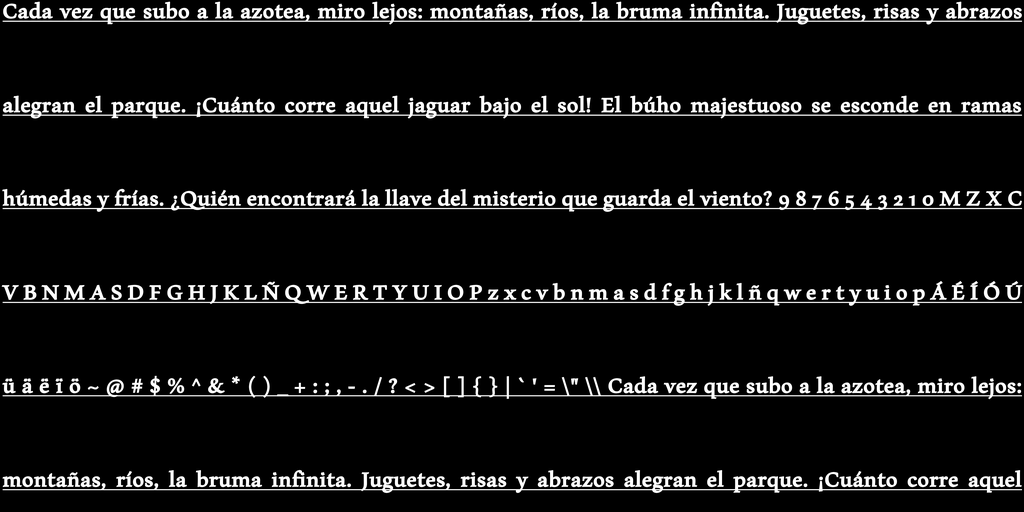 Cada vez que subo a la azotea, miro lejos: montañas, ríos, la bruma infinita. Juguetes, risas y abrazos
alegran el parque. ¡Cuánto corre aquel jaguar bajo el sol! El búho majestuoso se esconde en ramas
húmedas y frías. ¿Quién encontrará la llave del misterio que guarda el viento? 9 8 7 6 5 4 3 2 1 0 M Z X C
V B N M A S D F G H J K L Ñ Q W E R T Y U I O P z x c v b n m a s d f g h j k l ñ q w e r t y u i o p Á É Í Ó Ú
ü ä ë ï ö ~ @ # $ % ^ & * ( ) _ + : ; , - . / ? < > [ ] { } | ` ' = \" \\ Cada vez que subo a la azotea, miro lejos:
montañas, ríos, la bruma infinita. Juguetes, risas y abrazos alegran el parque. ¡Cuánto corre aquel